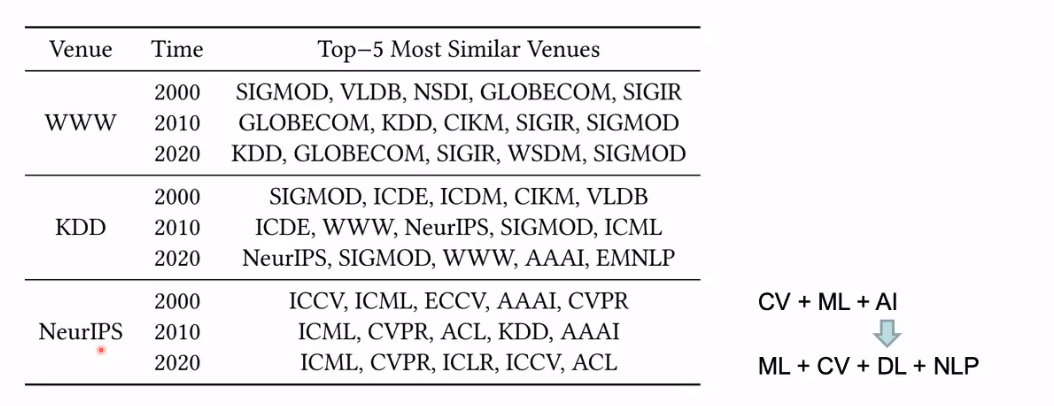 Venue Time Top−5 Most Similar Venues
2000 SIGMOD, VLDB, NSDI, GLOBECOM, SIGIR
WWW 2010 GLOBECOM, KDD, CIKM, SIGIR, SIGMOD
2020 KDD, GLOBECOM, SIGIR, WSDM, SIGMOD
2000 SIGMOD, ICDE, ICDM, CIKM, VLDB
KDD 2010 ICDE, WWW, NeurIPS, SIGMOD, ICML
2020 NeurIPS, SIGMOD, WWW, AAAI, EMNLP
2000 ICCV, ICML, ECCV, AAAI, CVPR
NeurIPS 2010 ICML, CVPR, ACL, KDD, AAAI
2020 ICML, CVPR, ICLR, ICCV, ACL
CV + ML + AI
ML + CV + DL + NLP